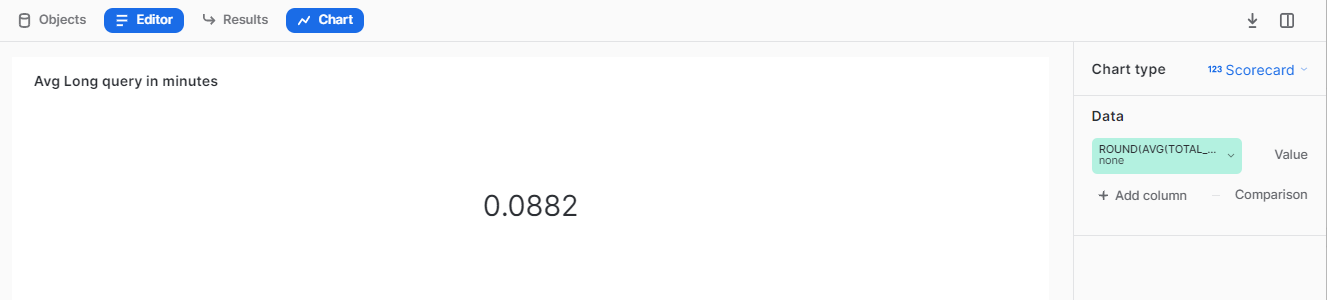 Objects Editor Results Chart
Avg Long query in minutes
0.0882
Chart type 123 Scorecard
Data
ROUND(AVG(TOTAL_...
none
Value
+ Add column
Comparison